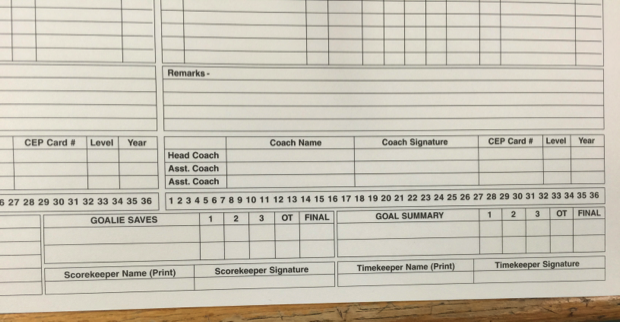 Remarks -
CEP Card # Level Year
Coach Name Coach Signature CEP Card # Level Year
Head Coach
Asst. Coach
Asst. Coach
6 27 28 29 30 31 32 33 34 35 36
1 2 3 4 5 6 7 8 9 10 11 12 13 14 15 16 17 18 19 20 21 22 23 24 25 26 27 28 29 30 31 32 33 34 35 36
GOALIE SAVES 1 2 3 OT FINAL
GOAL SUMMARY 1 2 3 OT FINAL
Scorekeeper Name (Print) Scorekeeper Signature
Timekeeper Name (Print) Timekeeper Signature